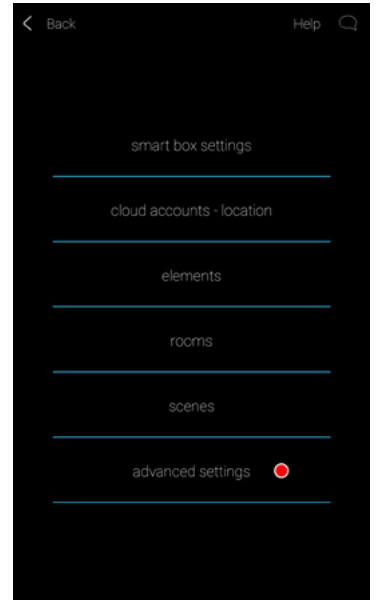 Back Help
smart box settings
cloud accounts - location
elements
rooms
scenes
advanced settings